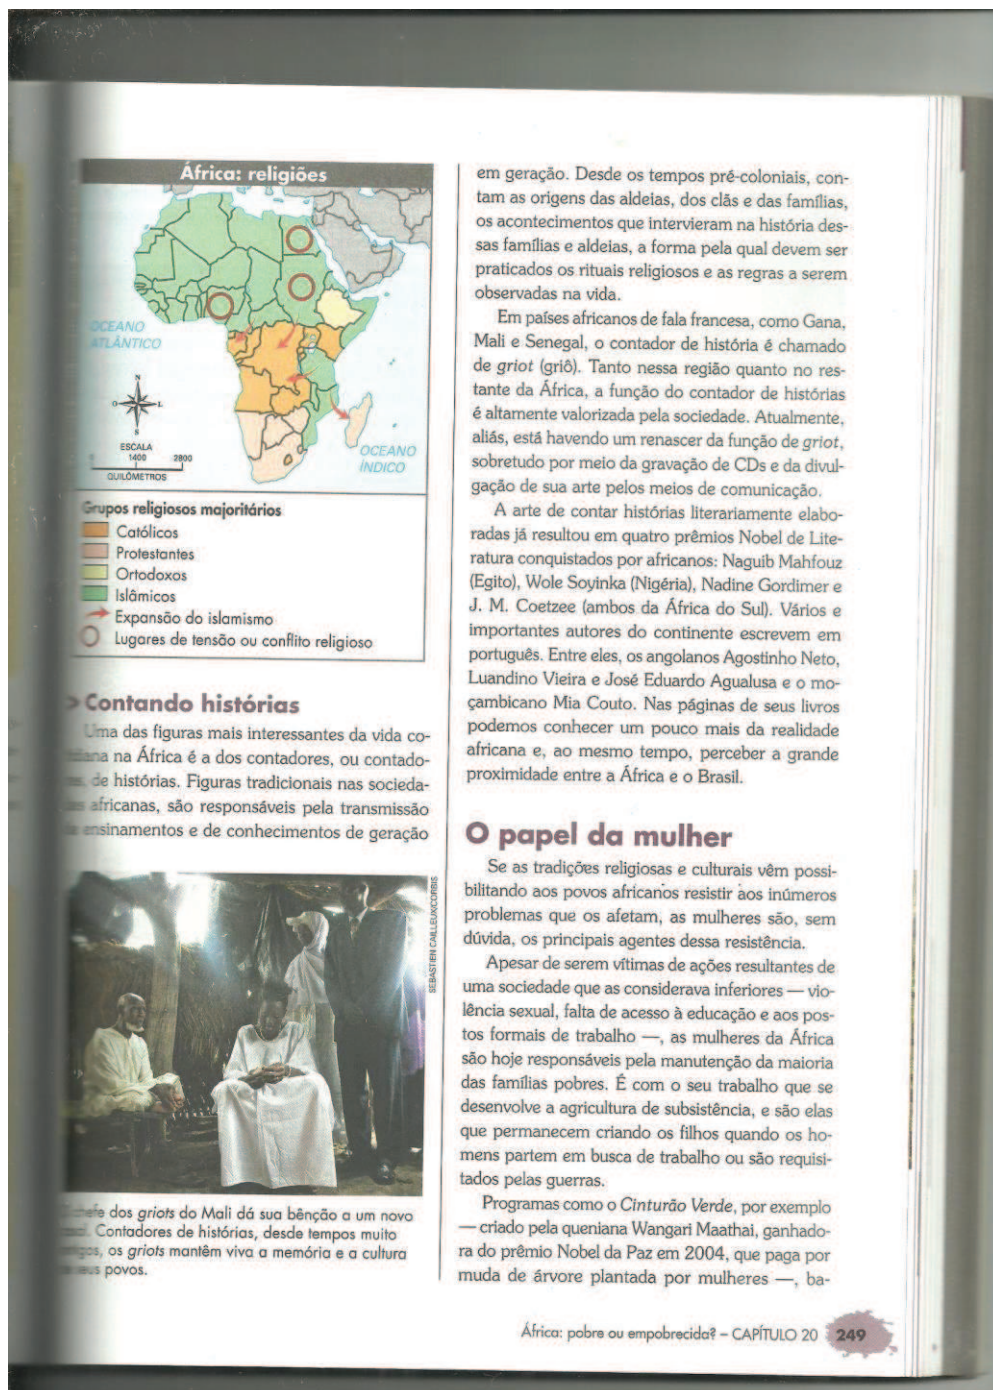 África: religiões
OCEANO
ATLÂNTICO
N
O
L
S
ESCALA
0 1400 2800
QUILÔMETROS
OCEANO
ÍNDICO
Grupos religiosos majoritários
Católicos
Protestantes
Ortodoxos
Islâmicos
Expansão do islamismo
Lugares de tensão ou conflito religioso
> Contando histórias
Uma das figuras mais interessantes da vida co-
na África é a dos contadores, ou contado-
de histórias. Figuras tradicionais nas socieda-
africanas, são responsáveis pela transmissão
ensinamentos e de conhecimentos de geração
SEBASTIEN CAILLEUX/CORBIS
chefe dos griots do Mali dá sua bênção a um novo
Contadores de histórias, desde tempos muito
os griots mantêm viva a memória e a cultura
seus povos.
em geração. Desde os tempos pré-coloniais, con-
tam as origens das aldeias, dos clãs e das famílias,
os acontecimentos que intervieram na história des-
sas famílias e aldeias, a forma pela qual devem ser
praticados os rituais religiosos e as regras a serem
observadas na vida.
Em países africanos de fala francesa, como Gana,
Mali e Senegal, o contador de história é chamado
de griot (griô). Tanto nessa região quanto no res-
tante da África, a função do contador de histórias
é altamente valorizada pela sociedade. Atualmente,
aliás, está havendo um renascer da função de griot,
sobretudo por meio da gravação de CDs e da divul-
gação de sua arte pelos meios de comunicação.
A arte de contar histórias literariamente elabo-
radas já resultou em quatro prêmios Nobel de Lite-
ratura conquistados por africanos: Naguib Mahfouz
(Egito), Wole Soyinka (Nigéria), Nadine Gordimer e
J. M. Coetzee (ambos da África do Sul). Vários e
importantes autores do continente escrevem em
português. Entre eles, os angolanos Agostinho Neto,
Luandino Vieira e José Eduardo Agualusa e o mo-
çambicano Mia Couto. Nas páginas de seus livros
podemos conhecer um pouco mais da realidade
africana e, ao mesmo tempo, perceber a grande
proximidade entre a África e o Brasil.
O papel da mulher
Se as tradições religiosas e culturais vêm possi-
bilitando aos povos africanos resistir aos inúmeros
problemas que os afetam, as mulheres são, sem
dúvida, os principais agentes dessa resistência.
Apesar de serem vítimas de ações resultantes de
uma sociedade que as considerava inferiores — vio-
lência sexual, falta de acesso à educação e aos pos-
tos formais de trabalho —, as mulheres da África
são hoje responsáveis pela manutenção da maioria
das famílias pobres. É com o seu trabalho que se
desenvolve a agricultura de subsistência, e são elas
que permanecem criando os filhos quando os ho-
mens partem em busca de trabalho ou são requisi-
tados pelas guerras.
Programas como o Cinturão Verde, por exemplo
— criado pela queniana Wangari Maathai, ganhado-
ra do prêmio Nobel da Paz em 2004, que paga por
muda de árvore plantada por mulheres —, ba-
África: pobre ou empobrecida? – CAPÍTULO 20 249